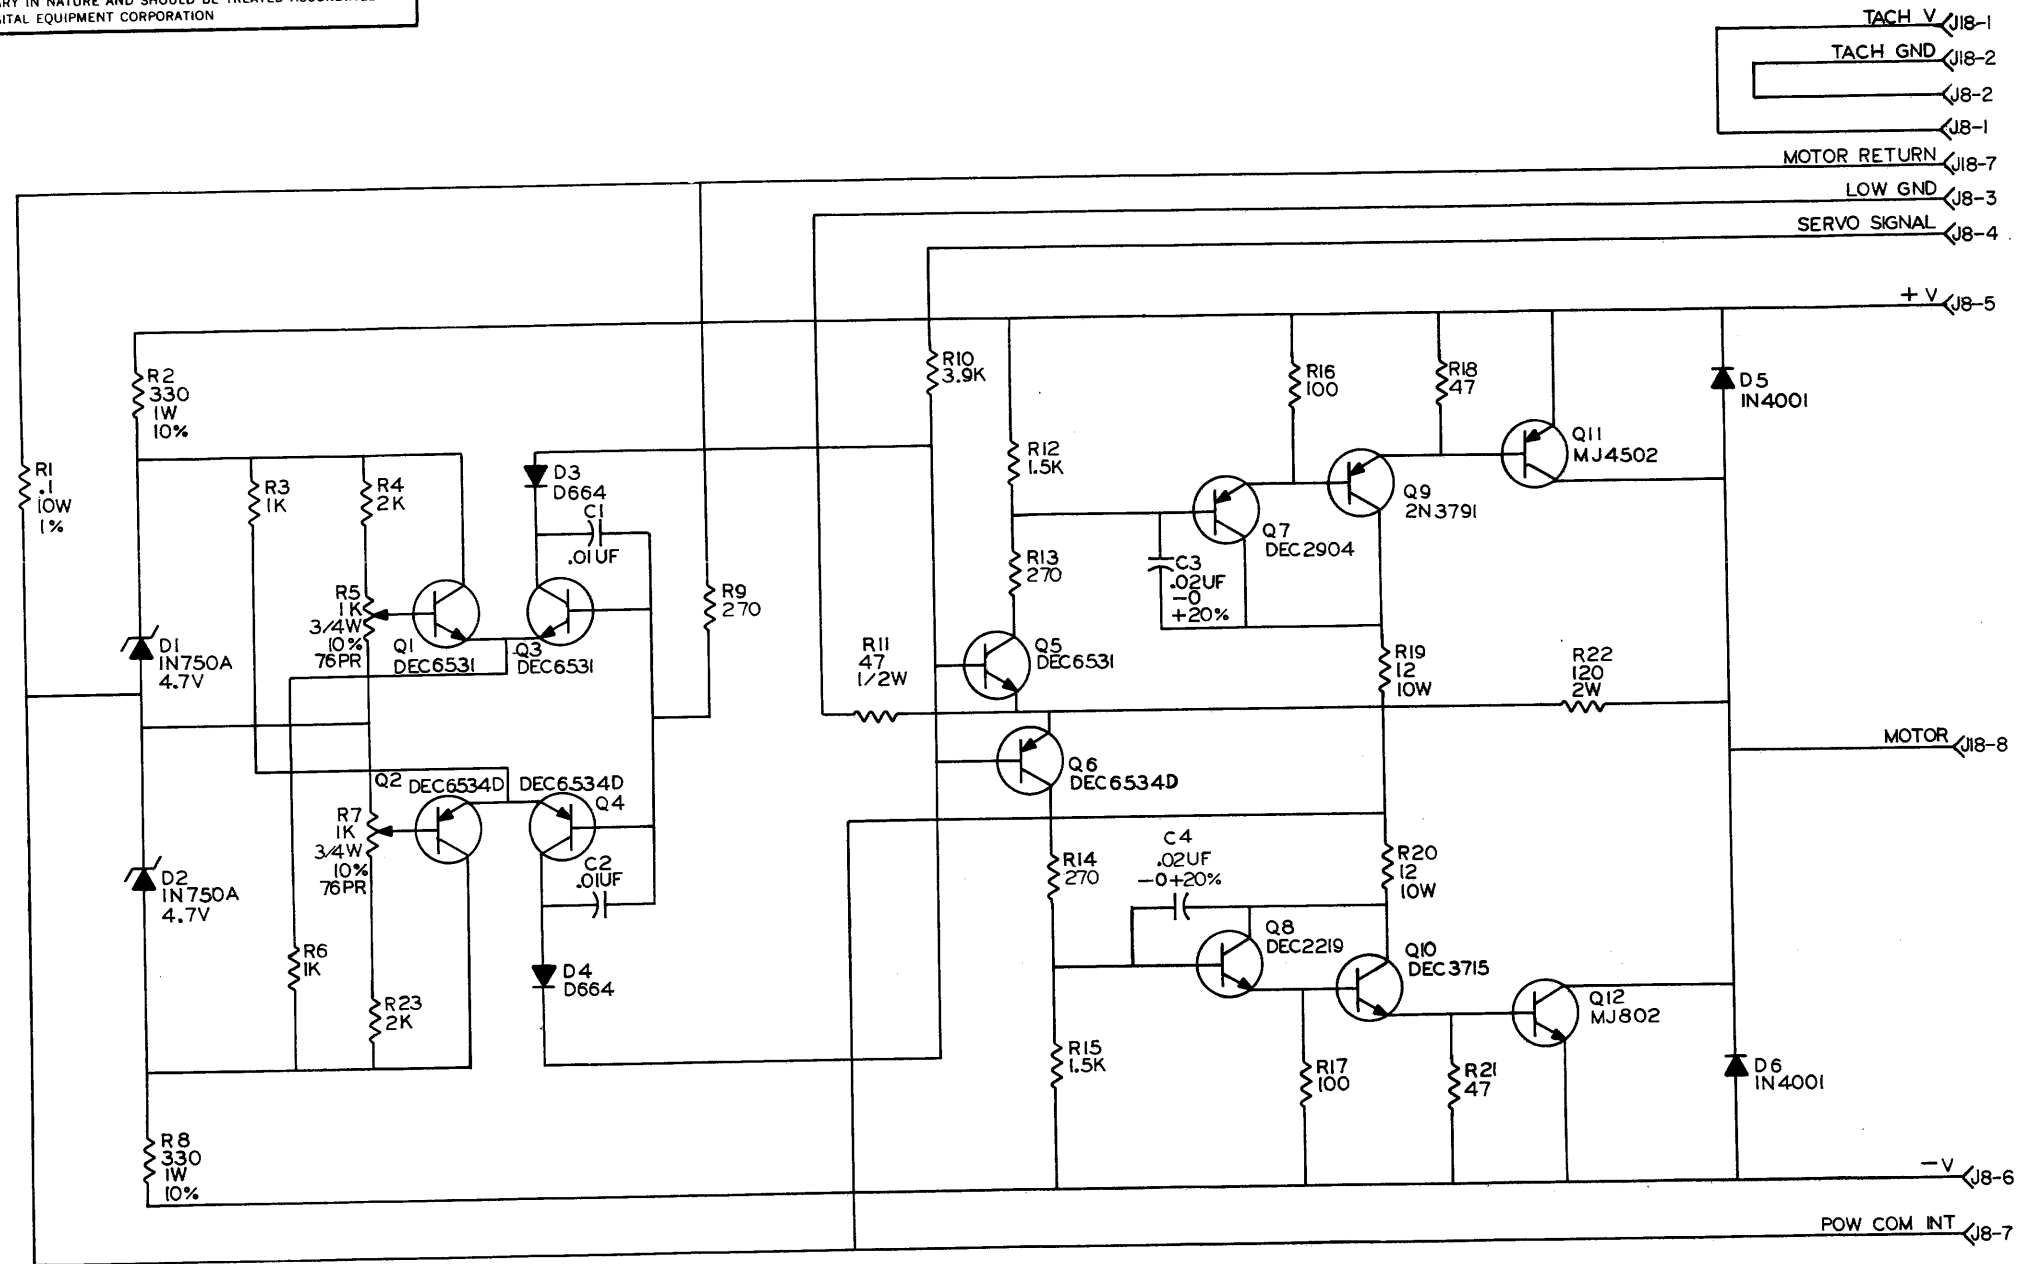 ARY IN NATURE AND SHOULD BE TREATED
GITAL EQUIPMENT CORPORATION
TACH V J18-1
TACH GND J18-2
J8-2
J8-1
MOTOR RETURN J18-7
LOW GND J8-3
SERVO SIGNAL J8-4
+V J8-5
R2
330
1W
10%
R10
3.9K
R16
100
R18
47
D5
IN4001
R1
.1
10W
1%
R3
1K
R4
2K
D3
D664
C1
.01UF
R12
1.5K
Q11
MJ4502
Q9
2N3791
Q7
DEC2904
R13
270
C3
.02UF
-0
+20%
R5
1K
3/4W
10%
76PR
R9
270
D1
IN750A
4.7V
Q1
DEC6531
Q3
DEC6531
R11
47
1/2W
Q5
DEC6531
R19
12
10W
R22
120
2W
MOTOR J18-8
Q2
DEC6534D
DEC6534D
Q4
Q6
DEC6534D
R7
1K
3/4W
10%
76PR
D2
IN750A
4.7V
C2
.01UF
R14
270
C4
.02UF
-0+20%
R20
12
10W
R6
1K
D4
D664
Q8
DEC2219
Q10
DEC3715
R23
2K
Q12
MJ802
R15
1.5K
R17
100
R21
47
D6
IN4001
R8
330
1W
10%
-V J8-6
POW COM INT J8-7